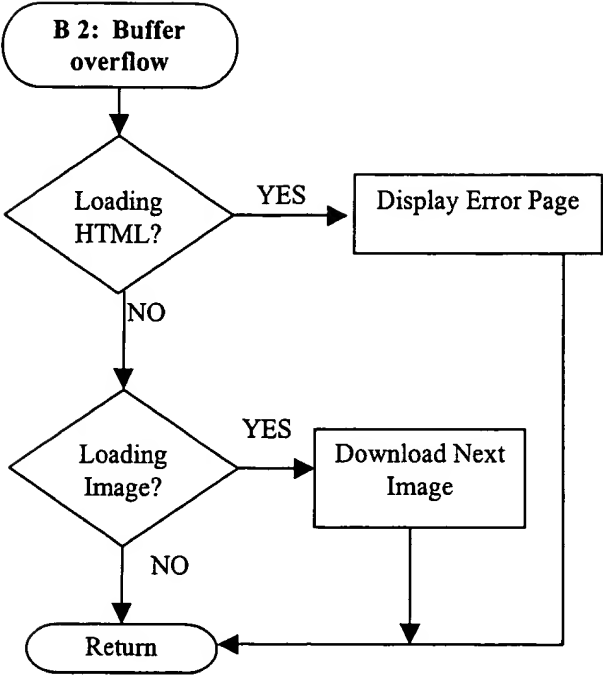 B 2: Buffer
overflow
Loading
HTML?
YES
Display Error Page
NO
Loading
Image?
YES
Download Next
Image
NO
Return